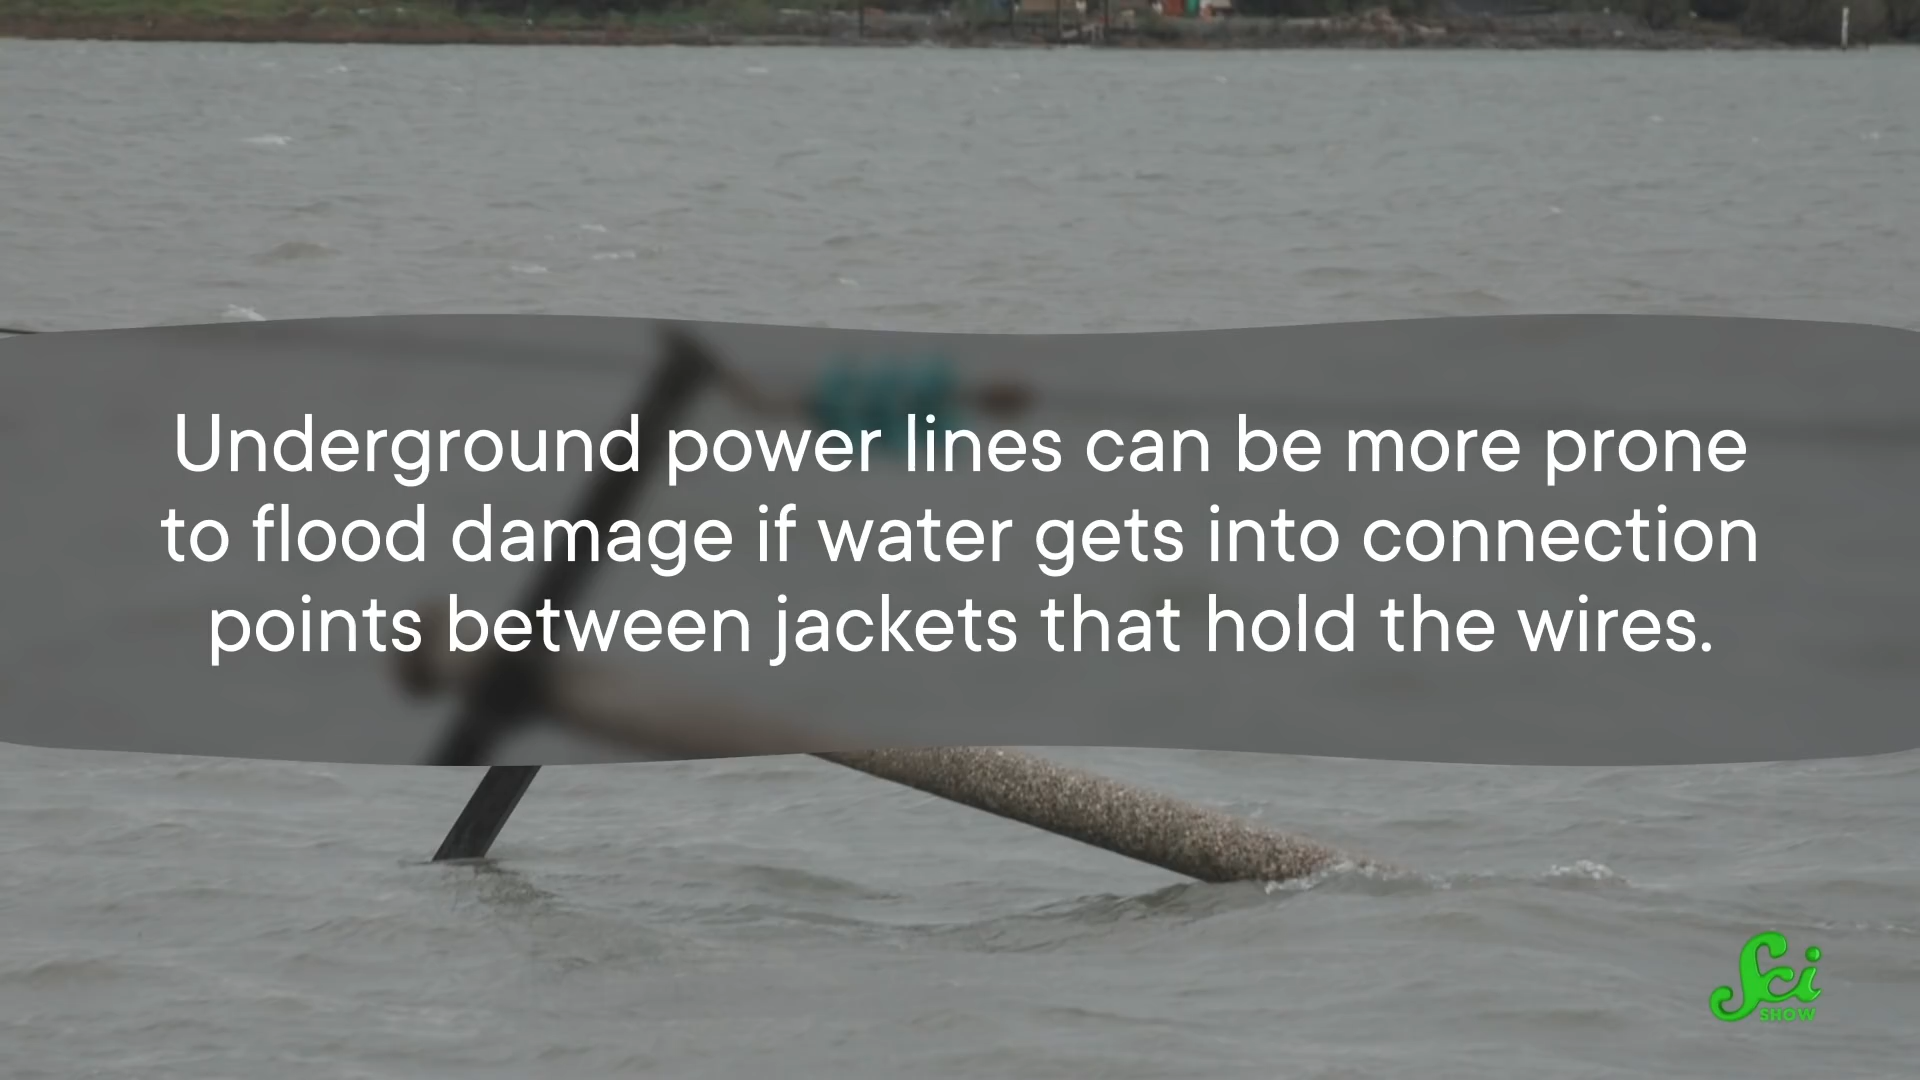 Underground power lines can be more prone
to flood damage if water gets into connection
points between jackets that hold the wires.
Sci
SHOW